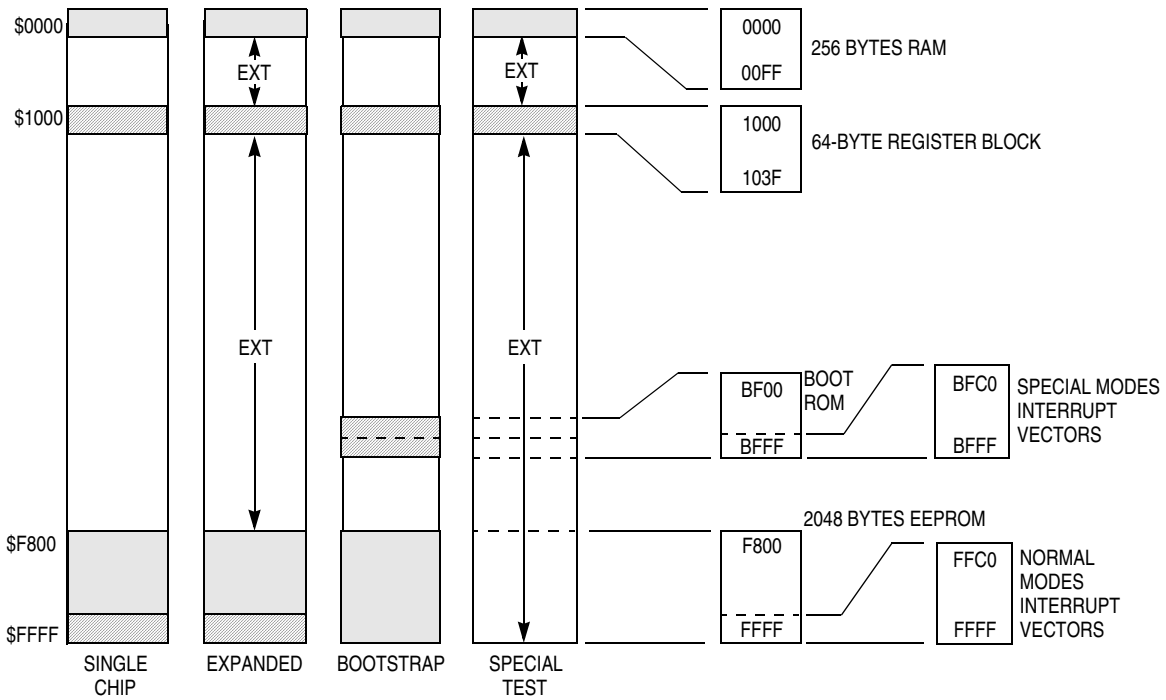 $0000
EXT
EXT
0000
00FF
256 BYTES RAM
$1000
1000
103F
64-BYTE REGISTER BLOCK
EXT
EXT
BF00
BFFF
BOOT
ROM
BFC0
BFFF
SPECIAL MODES
INTERRUPT
VECTORS
2048 BYTES EEPROM
$F800
F800
FFFF
FFC0
FFFF
NORMAL
MODES
INTERRUPT
VECTORS
$FFFF
SINGLE
CHIP
EXPANDED
BOOTSTRAP
SPECIAL
TEST